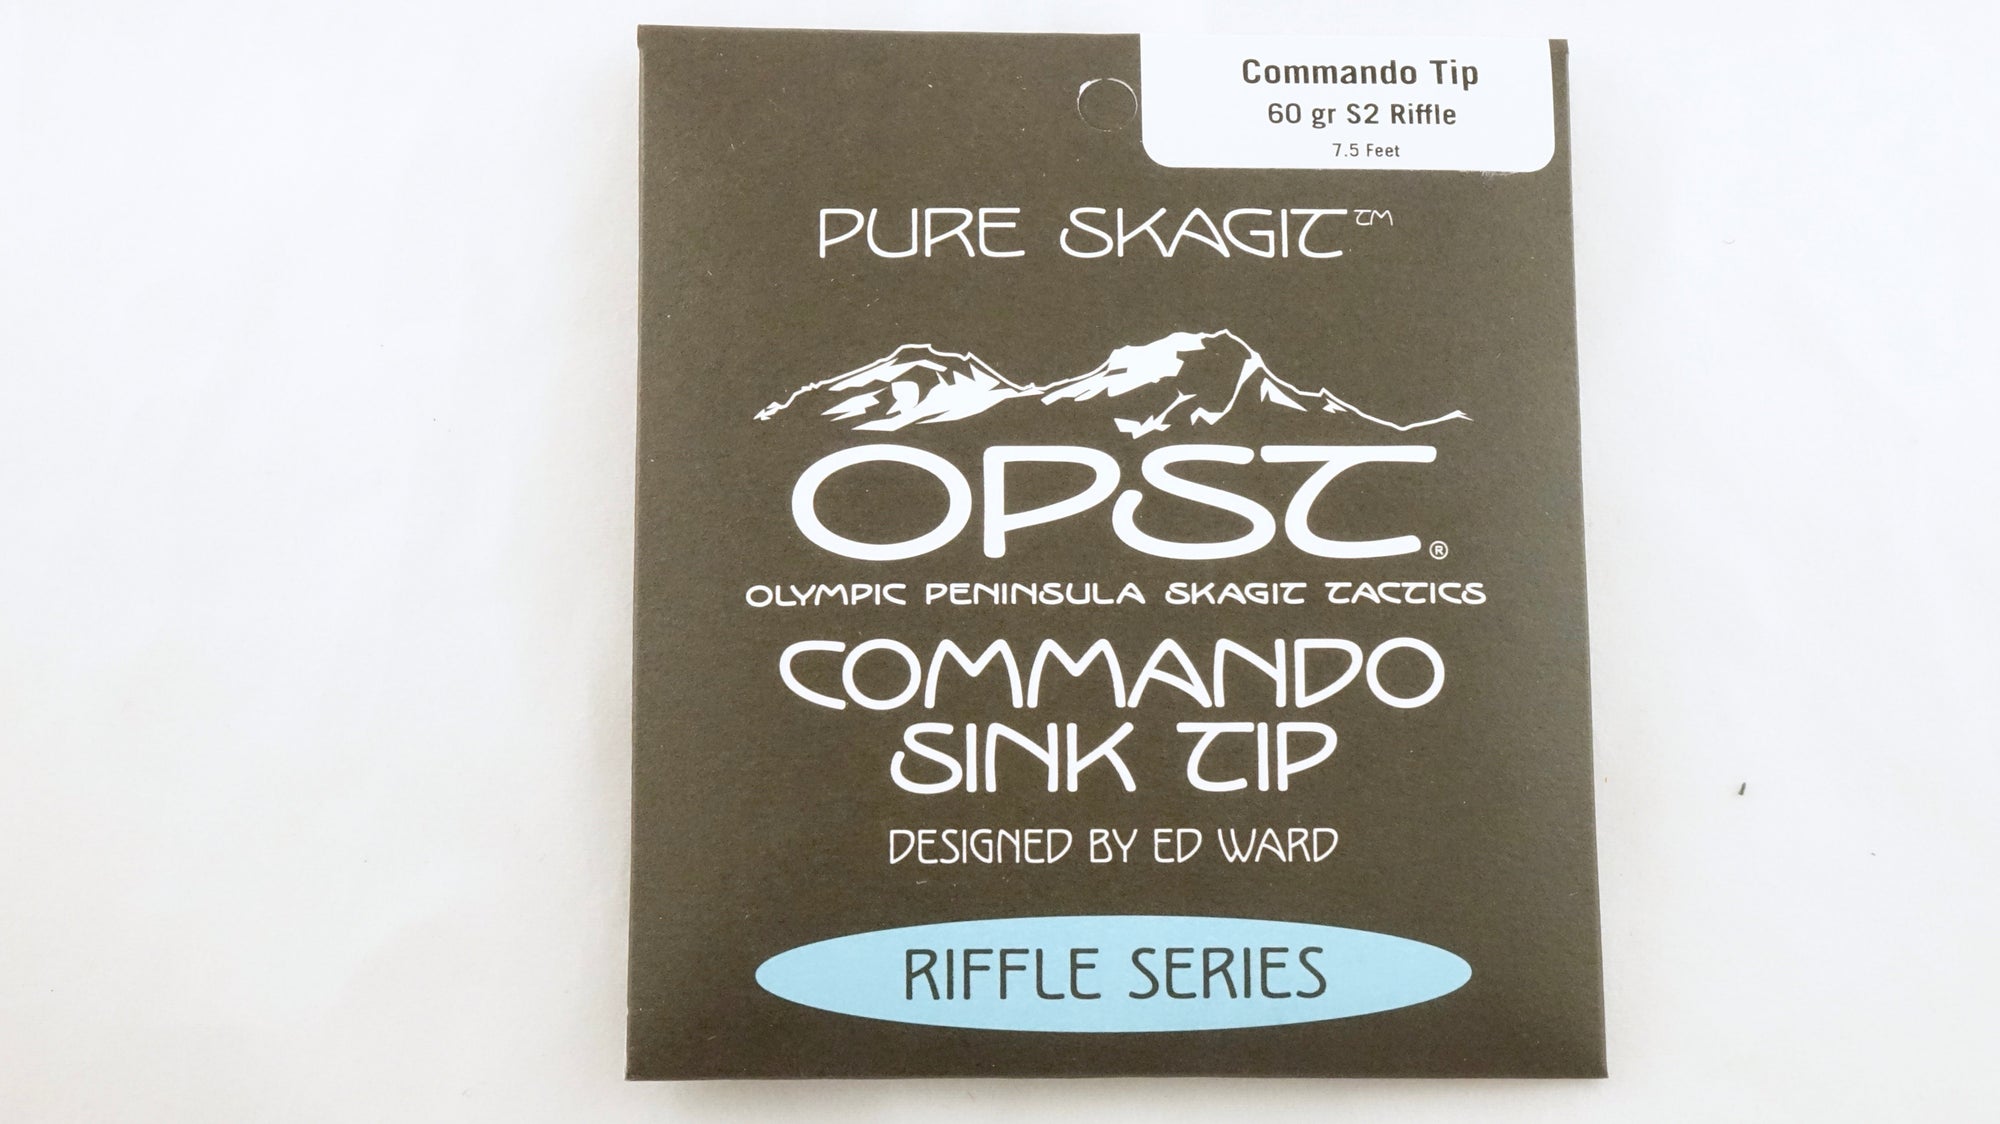 Commando Tip
60 gr S2 Riffle
7.5 Feet
PURE SKAGIT™
OPST®
OLYMPIC PENINSULA SKAGIT TACTICS
COMMANDO
SINK TIP
DESIGNED BY ED WARD
RIFFLE SERIES